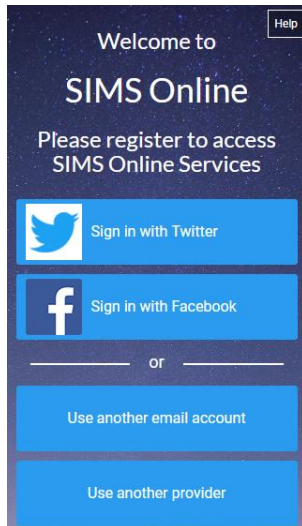 Help
Welcome to
SIMS Online
Please register to access
SIMS Online Services
Sign in with Twitter
Sign in with Facebook
or
Use another email account
Use another provider